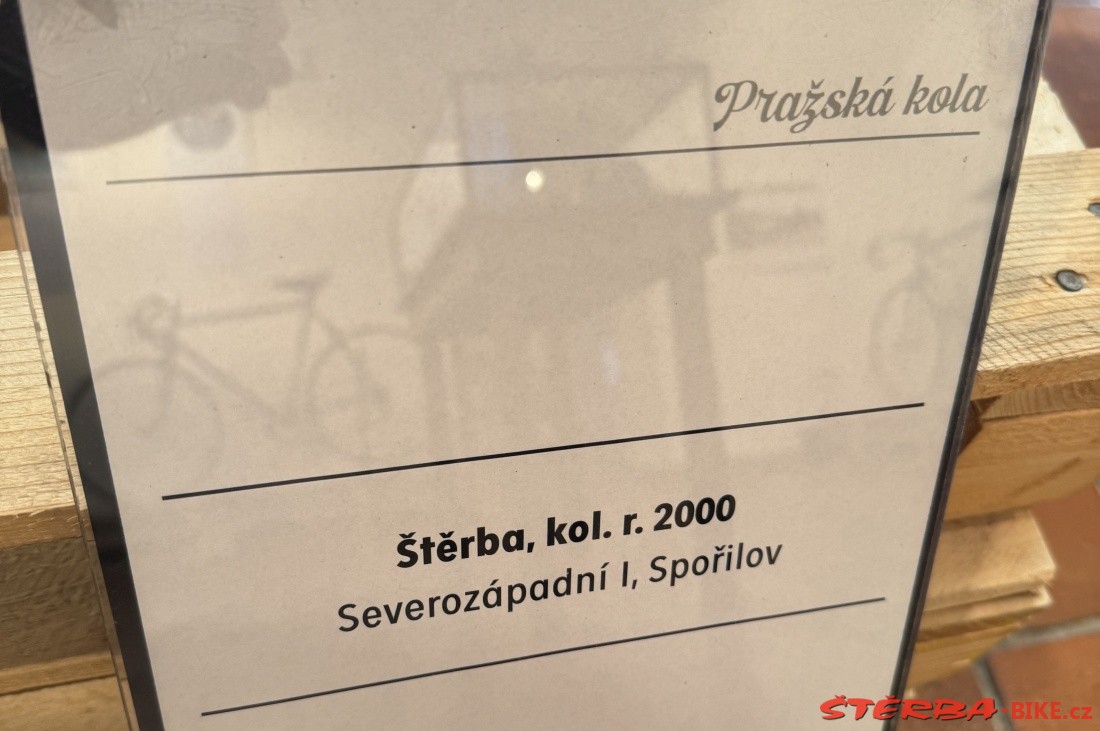 Pražská kola
Štěrba, kol. r. 2000
Severozápadní I, Spořilov
ŠTĚRBA-BIKE.cz